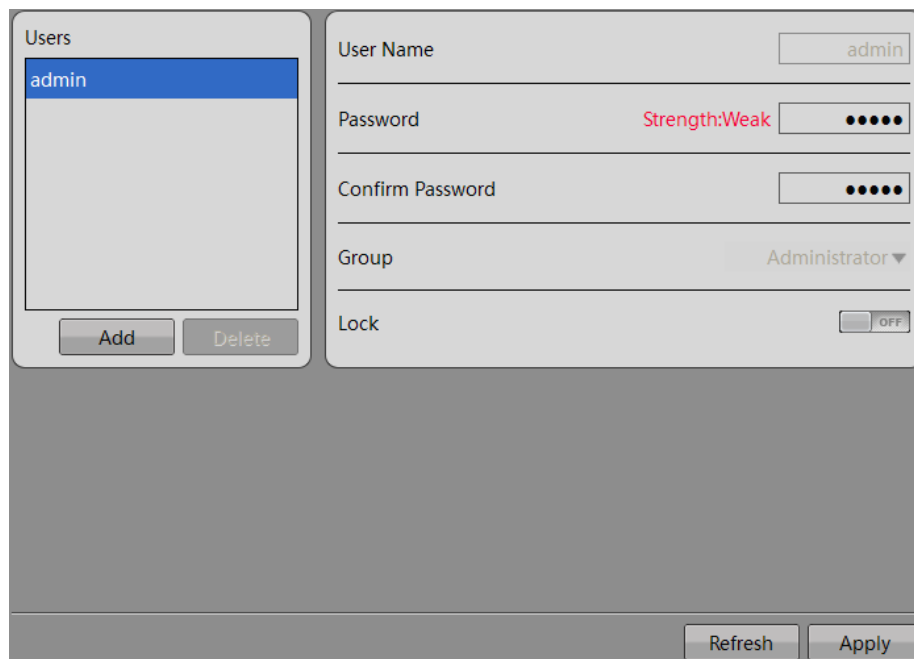 Users
admin
Add
Delete
User Name
admin
Password
Strength:Weak
●●●●●
Confirm Password
●●●●●
Group
Administrator
Lock
OFF
Refresh
Apply